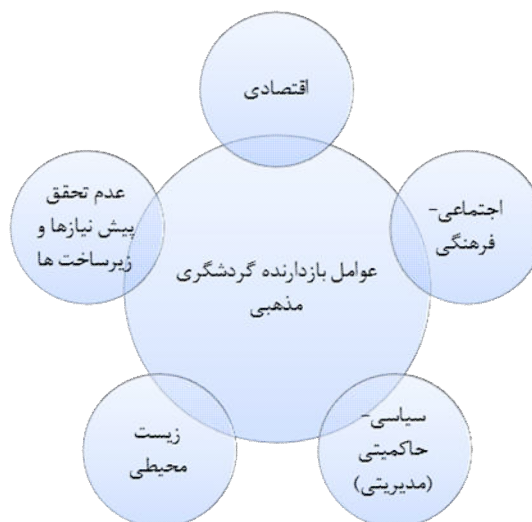 اقتصادی
اجتماعی-
فرهنگی
عدم تحقق
پیش نیازها و
زیرساخت ها
عوامل بازدارنده گردشگری
مذهبی
سیاسی-
حاکمیتی
(مدیریتی)
زیست
محیطی